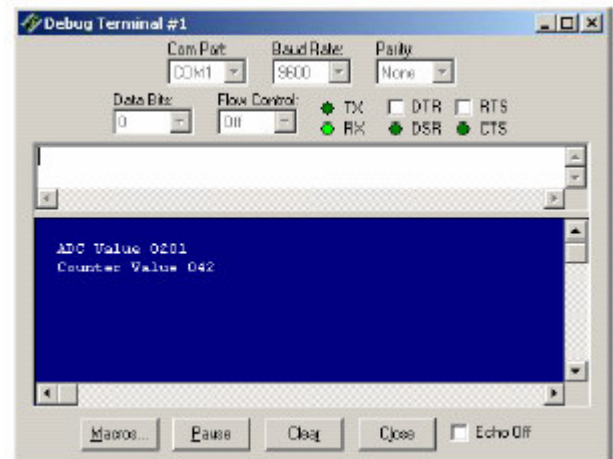 Debug Terminal #1
Com Port: Baud Rate: Parity:
COM1 9600 None
Data Bits: Flow Control: TX DTR RTS
0 Off RX DSR CTS
ADC Value 0201
Counter Value 042
Macros... Pause Clear Close Echo Off